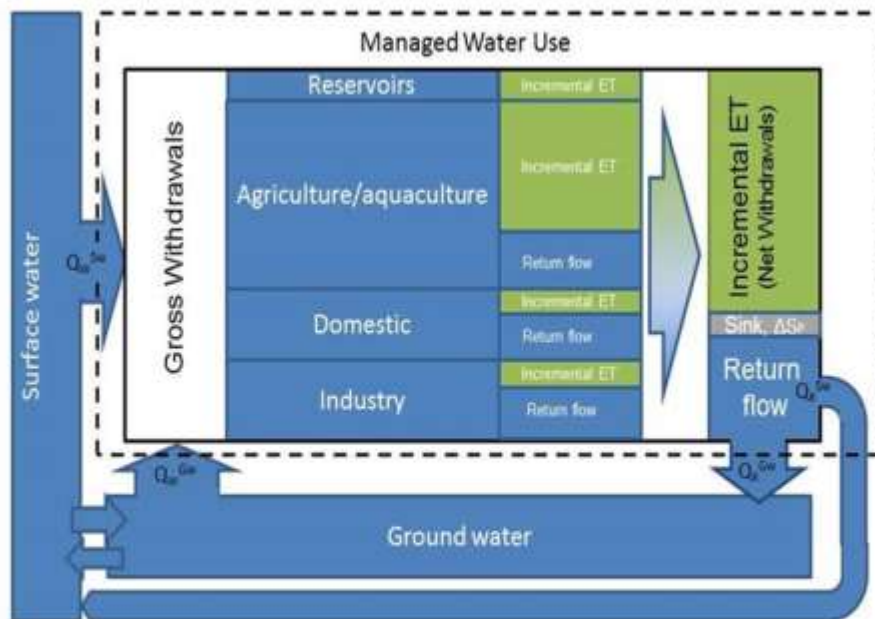 Managed Water Use
Surface water
Q
Gross Withdrawals
Reservoirs
Incremental ET
Agriculture/aquaculture
Incremental ET
Return flow
Domestic
Incremental ET
Return flow
Industry
Incremental ET
Return flow
Incremental ET
(Net Withdrawals)
Sink,
Return
flow
Ground water